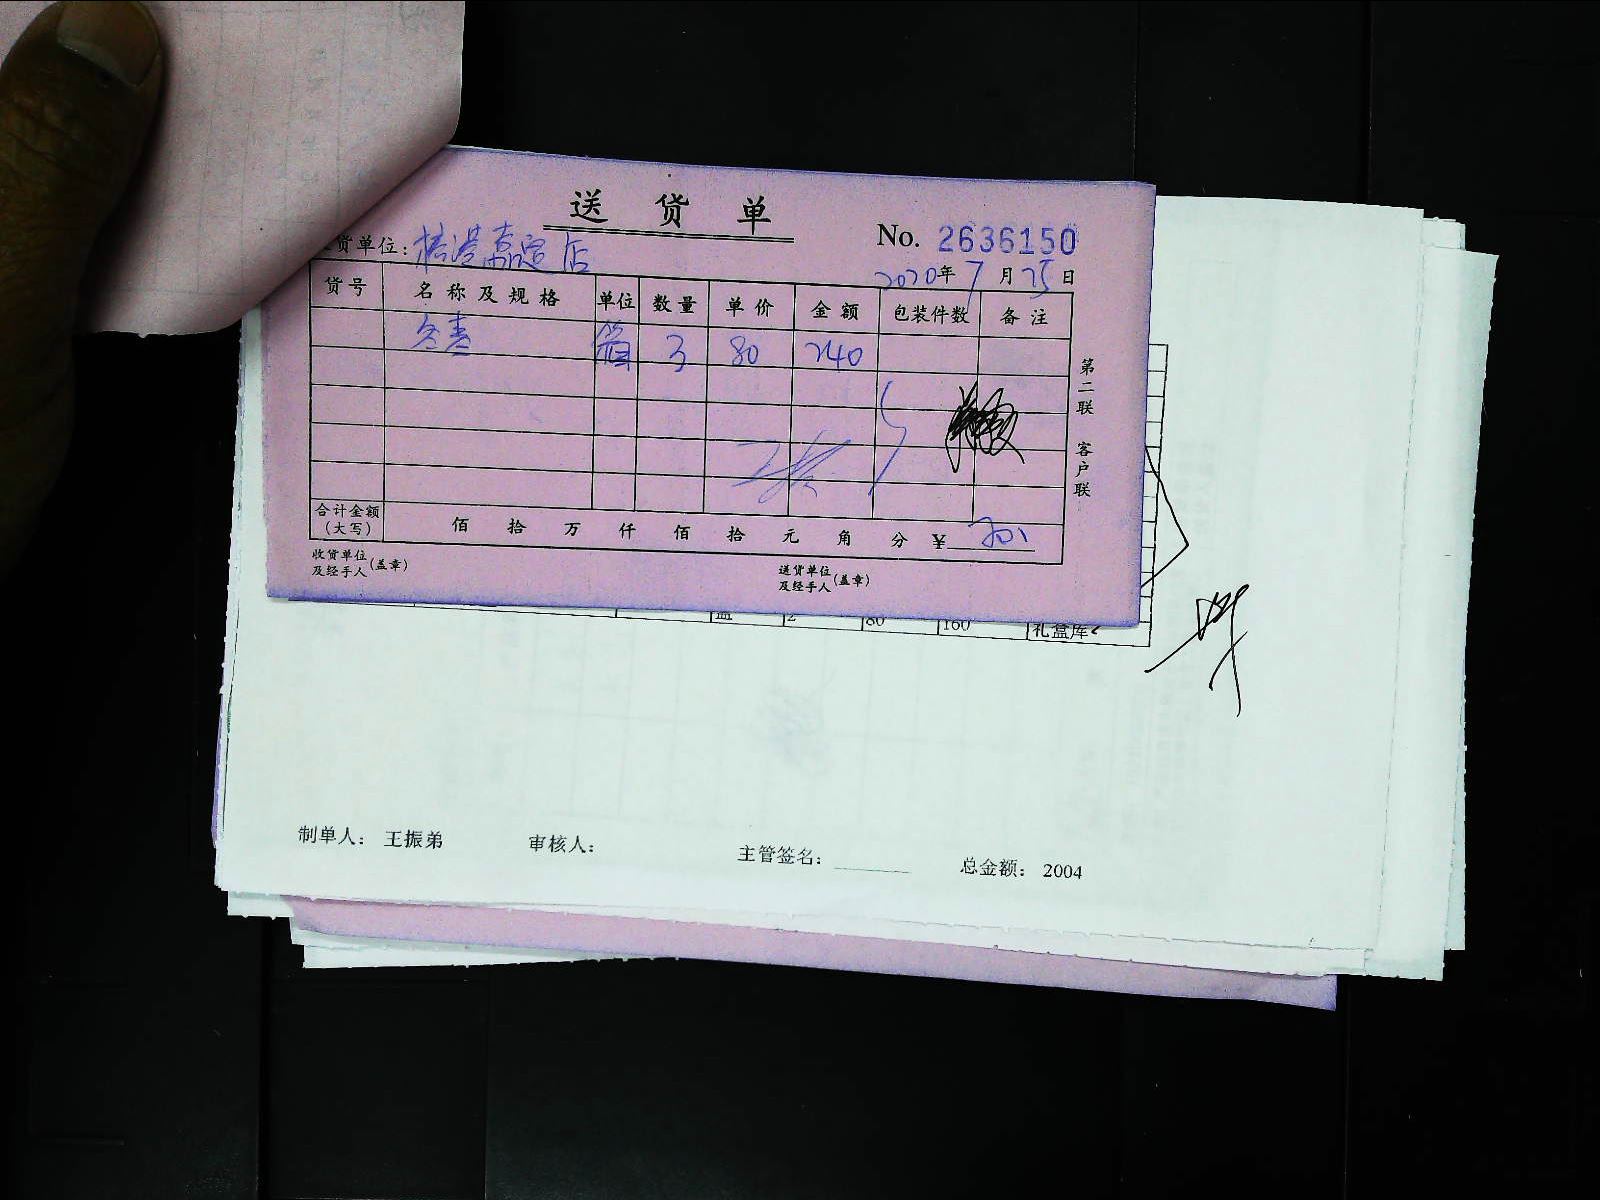 送货单
No. 2636150
货单位：嘉定店
2020年7月25日
货号 名称及规格 单位 数量 单价 金额 包装件数 备注
冬枣 箱 3 80 240
第二联 客户联
合计金额（大写） 佰 拾 万 仟 佰 拾 元 角 分 ¥
收货单位及经手人（盖章）
送货单位及经手人（盖章）
盒 2 80 160 礼盒库
制单人： 王振弟 审核人： 主管签名： 总金额： 2004